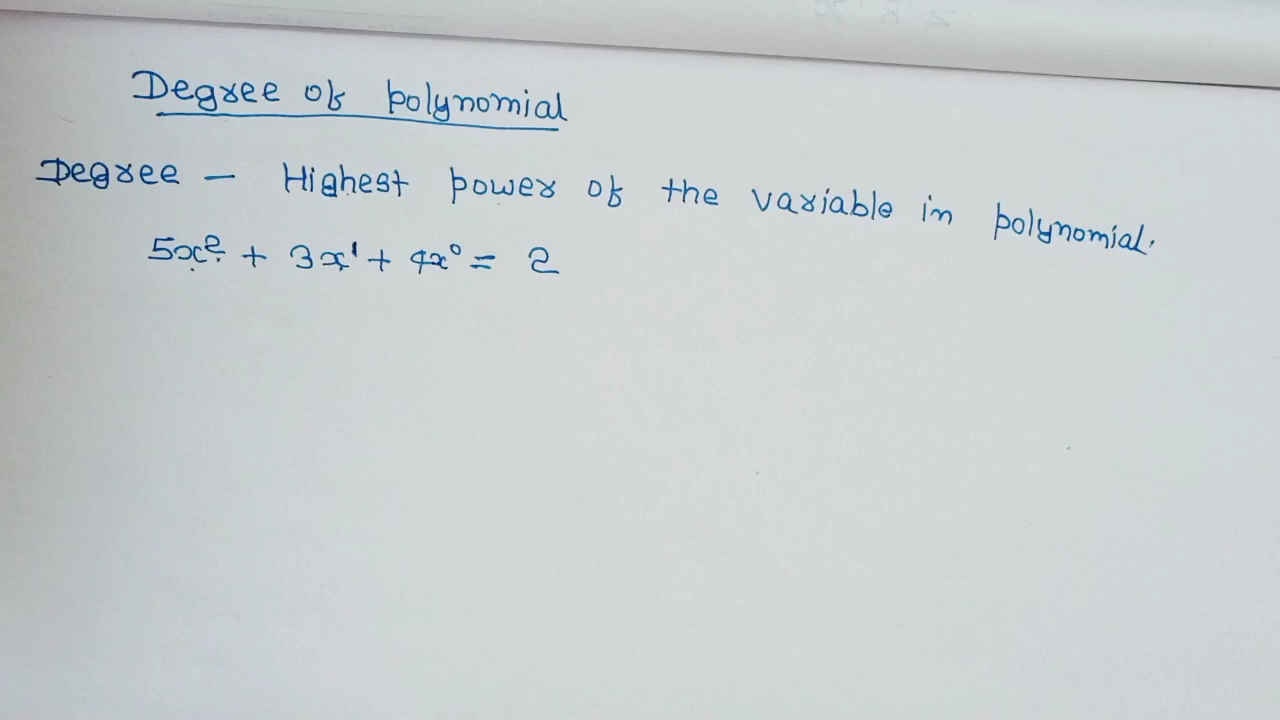 Degree of polynomial
Degree – Highest power of the variable in polynomial.
5x² + 3x¹ + 4x⁰ = 2